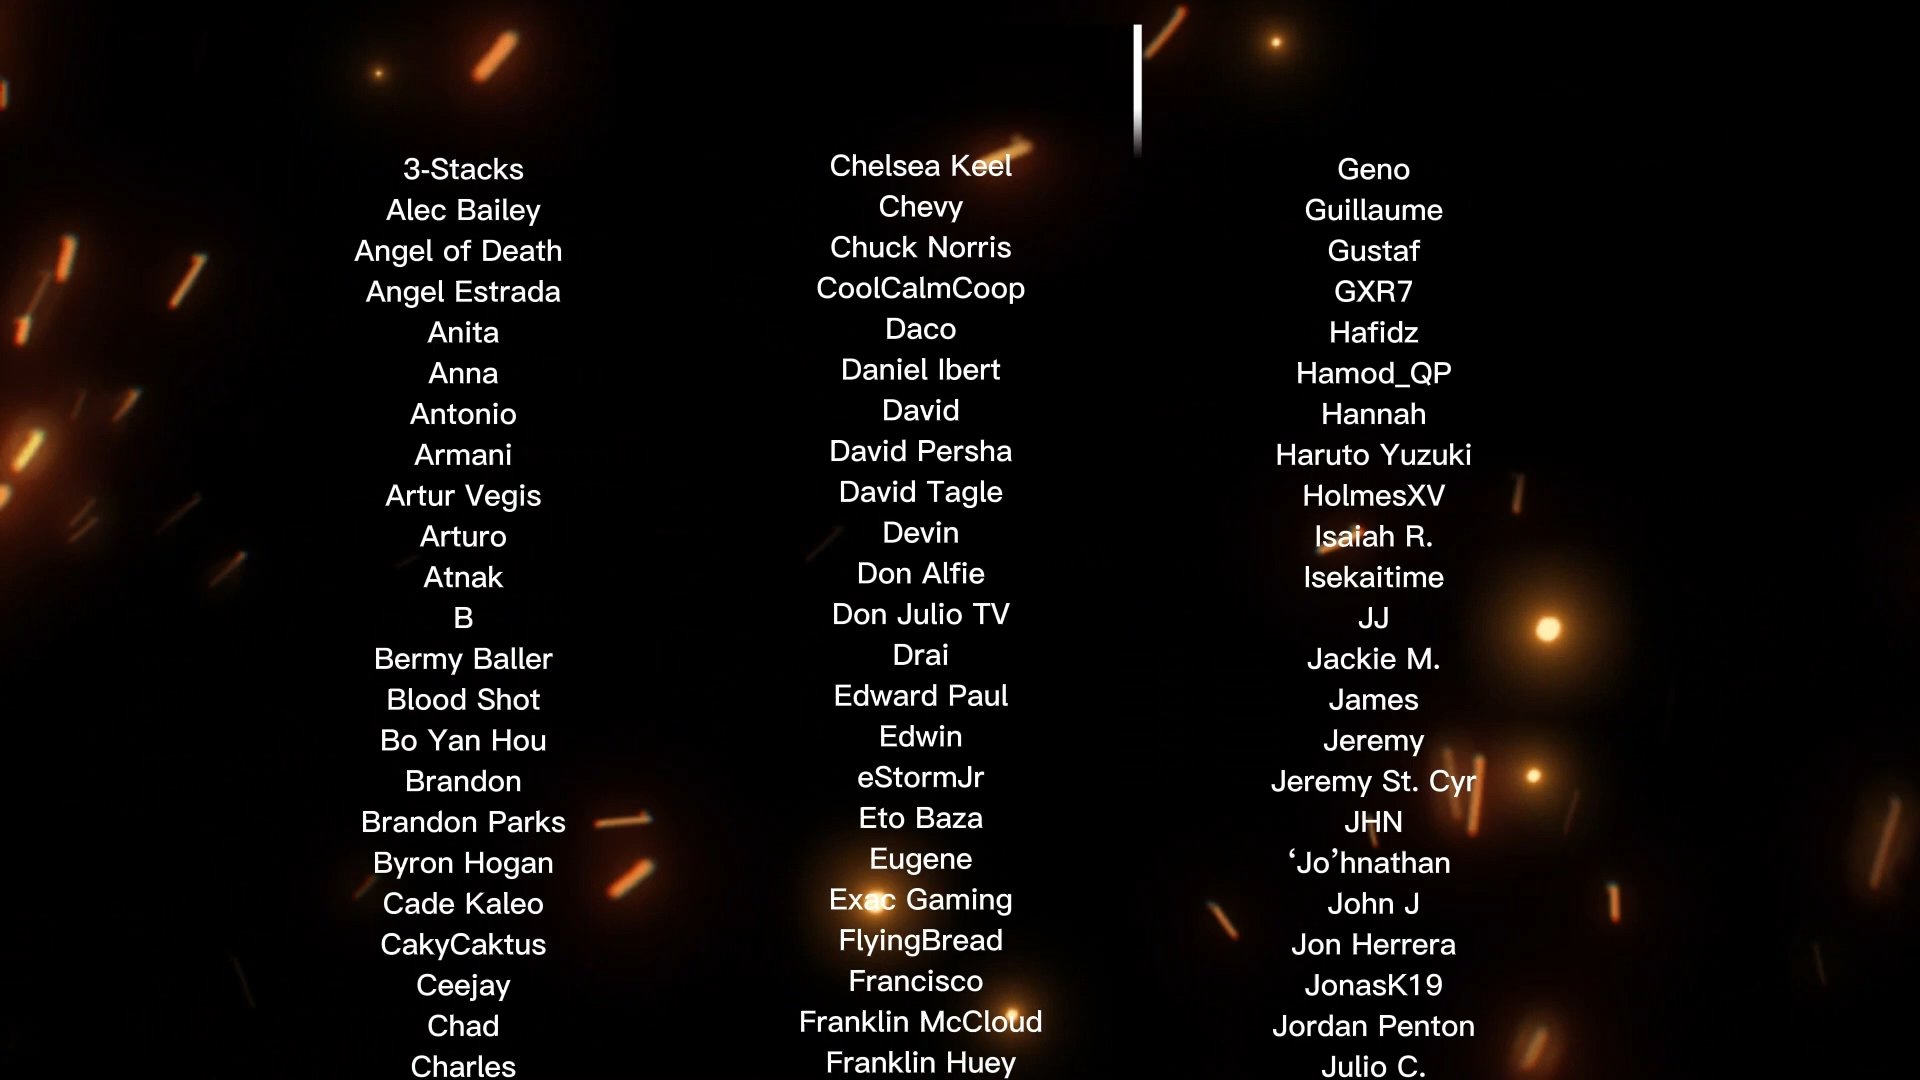 3-Stacks
Alec Bailey
Angel of Death
Angel Estrada
Anita
Anna
Antonio
Armani
Artur Vegis
Arturo
Atnak
B
Bermy Baller
Blood Shot
Bo Yan Hou
Brandon
Brandon Parks
Byron Hogan
Cade Kaleo
CakyCaktus
Ceejay
Chad
Charles
Chelsea Keel
Chevy
Chuck Norris
CoolCalmCoop
Daco
Daniel Ibert
David
David Persha
David Tagle
Devin
Don Alfie
Don Julio TV
Drai
Edward Paul
Edwin
eStormJr
Eto Baza
Eugene
Exac Gaming
FlyingBread
Francisco
Franklin McCloud
Franklin Huey
Geno
Guillaume
Gustaf
GXR7
Hafidz
Hamod_QP
Hannah
Haruto Yuzuki
HolmesXV
Isaiah R.
Isekaitime
JJ
Jackie M.
James
Jeremy
Jeremy St. Cyr
JHN
‘Jo’hnathan
John J
Jon Herrera
JonasK19
Jordan Penton
Julio C.